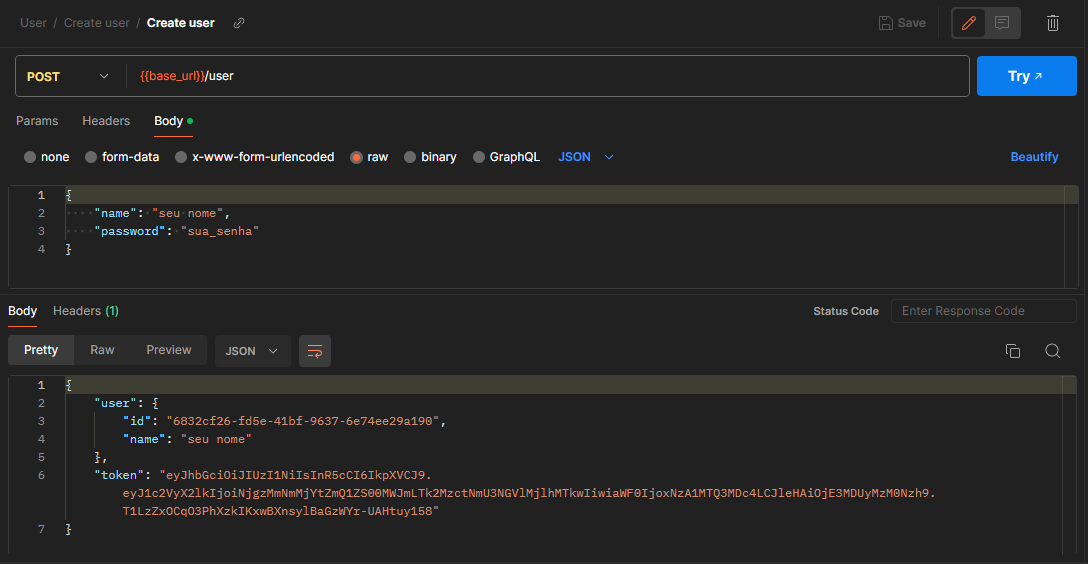 User / Create user / Create user
Save
POST {{base_url}}/user
Try
Params Headers Body
none form-data x-www-form-urlencoded raw binary GraphQL JSON Beautify
1 {
2 "name": "seu nome",
3 "password": "sua_senha"
4 }
Body Headers (1) Status Code Enter Response Code
Pretty Raw Preview JSON
1 {
2 "user": {
3 "id": "6832cf26-fd5e-41bf-9637-6e74ee29a190",
4 "name": "seu nome"
5 },
6 "token": "eyJhbGciOiJIUzI1NiIsInR5cCI6IkpXVCJ9.
eyJ1c2VyX2lkIjoiNjgzMmNmMjYtZmQ1ZS00MWJmLTk2MzctNmU3NGVlMjlhMTkwIiwiaWF0IjoxNzA1MTQ3MDc4LCJleHAiOjE3MDUyMzM0Nzh9.
T1LzZxOCqO3PhXzkIKxwBXnsylBaGzWYr-UAHtuy158"
7 }